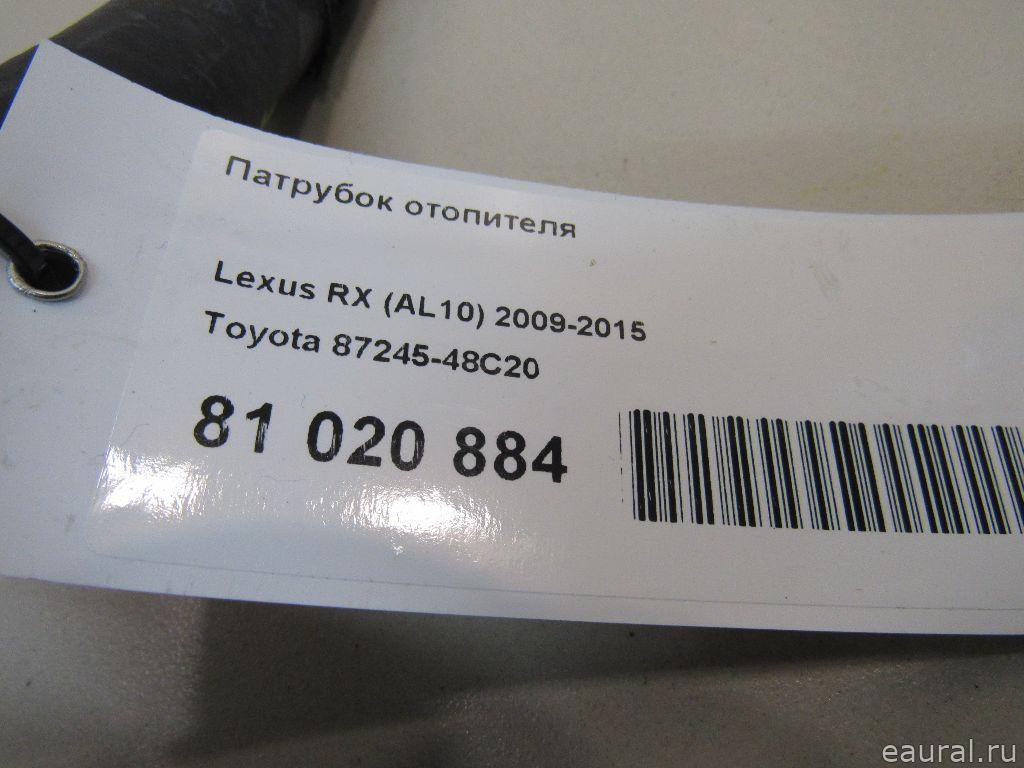 Патрубок отопителя
Lexus RX (AL10) 2009-2015
Toyota 87245-48C20
81 020 884
eaural.ru